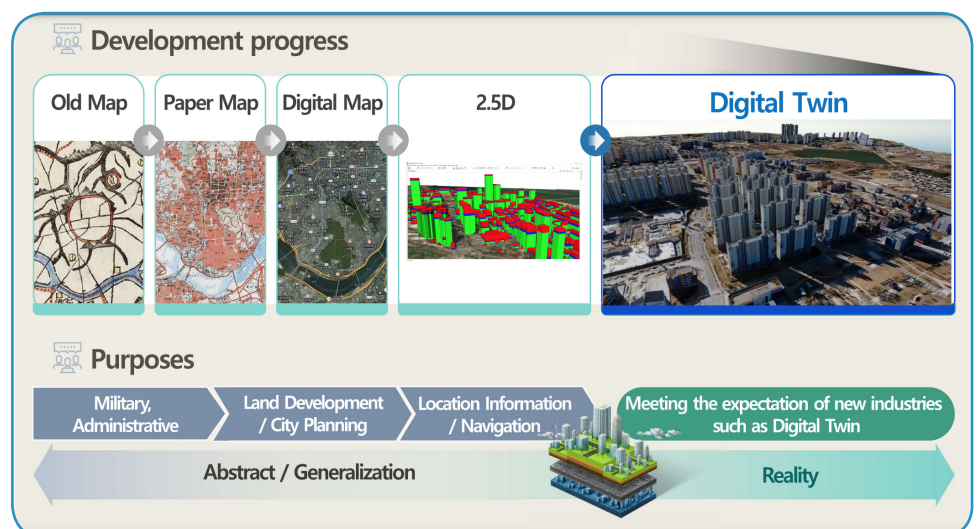 Development progress
Old Map
Paper Map
Digital Map
2.5D
Digital Twin
Purposes
Military,
Administrative
Land Development
/ City Planning
Location Information
/ Navigation
Meeting the expectation of new industries
such as Digital Twin
Abstract / Generalization
Reality